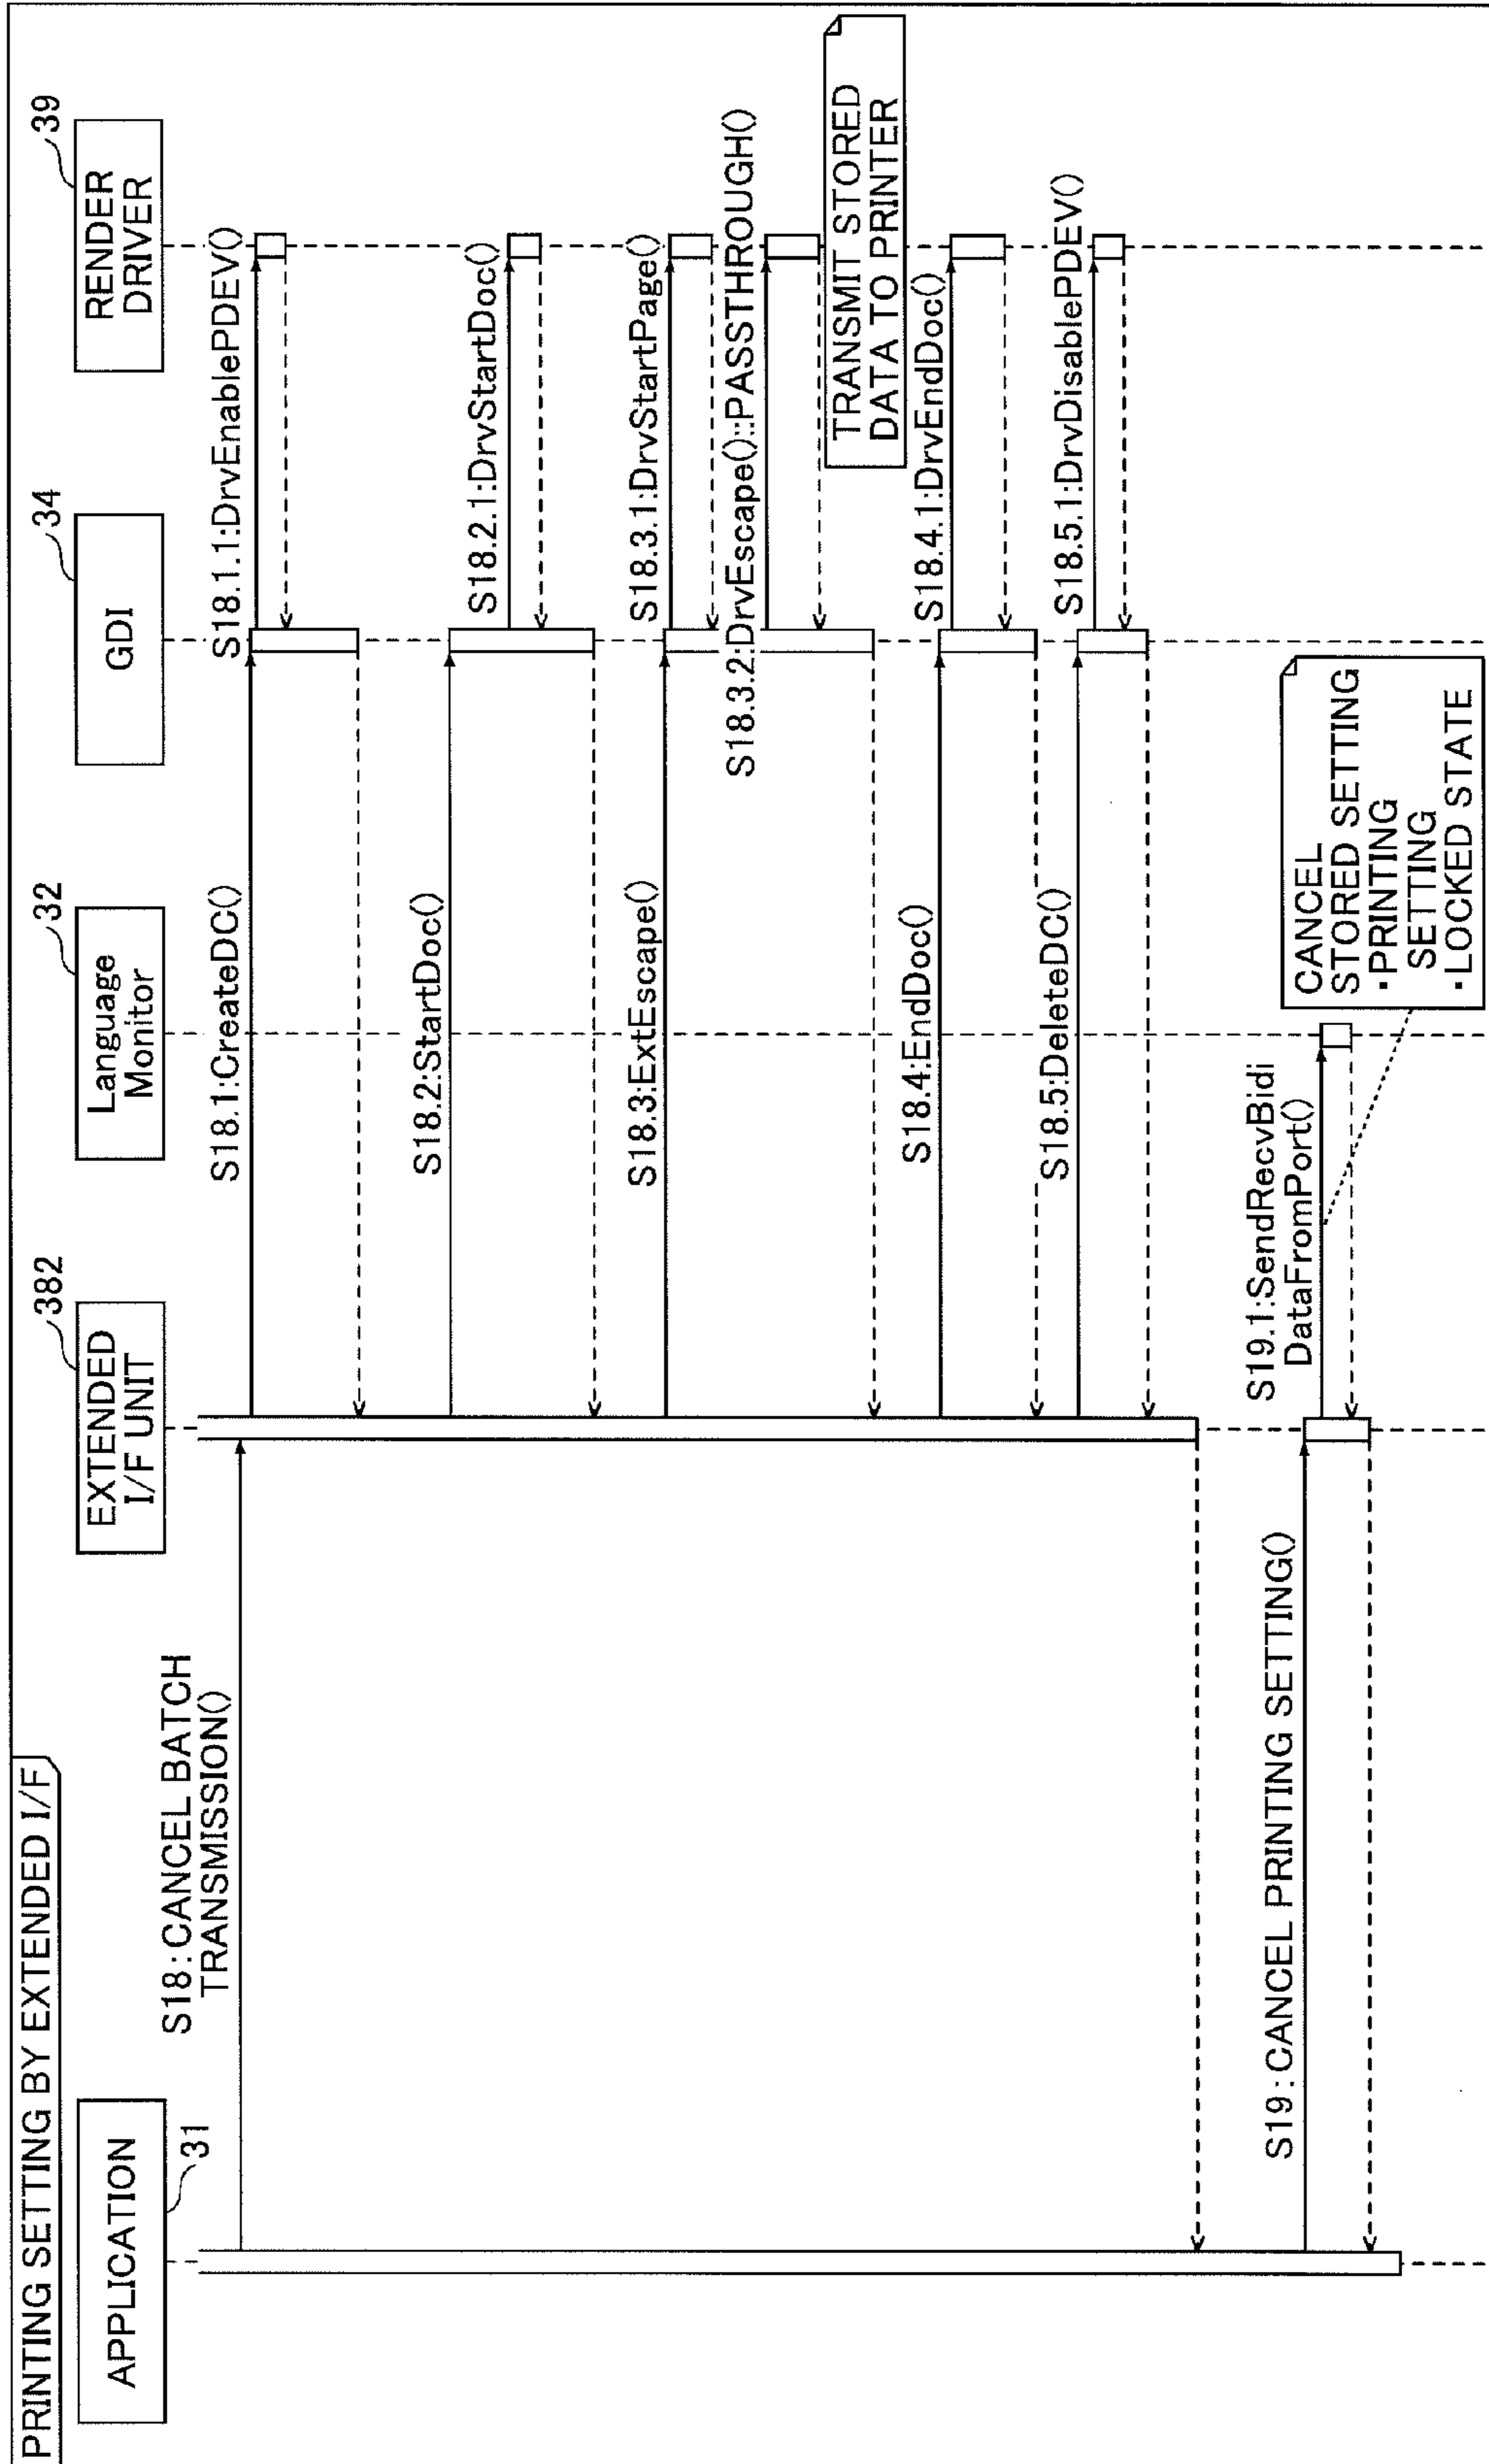 PRINTING SETTING BY EXTENDED I/F
APPLICATION
31
EXTENDED
I/F UNIT
382
Language
Monitor
32
GDI
34
RENDER
DRIVER
39
S18:CANCEL BATCH
TRANSMISSION()
S18.1:CreateDC()
S18.1.1:DrvEnablePDEV()
S18.2:StartDoc()
S18.2.1:DrvStartDoc()
S18.3:ExtEscape()
S18.3.1:DrvStartPage()
S18.3.2:DrvEscape()::PASSTHROUGH()
TRANSMIT STORED
DATA TO PRINTER
S18.4:EndDoc()
S18.4.1:DrvEndDoc()
S18.5:DeleteDC()
S18.5.1:DrvDisablePDEV()
S19:CANCEL PRINTING SETTING()
S19.1:SendRecvBidi
DataFromPort()
CANCEL
STORED SETTING
・PRINTING
SETTING
・LOCKED STATE